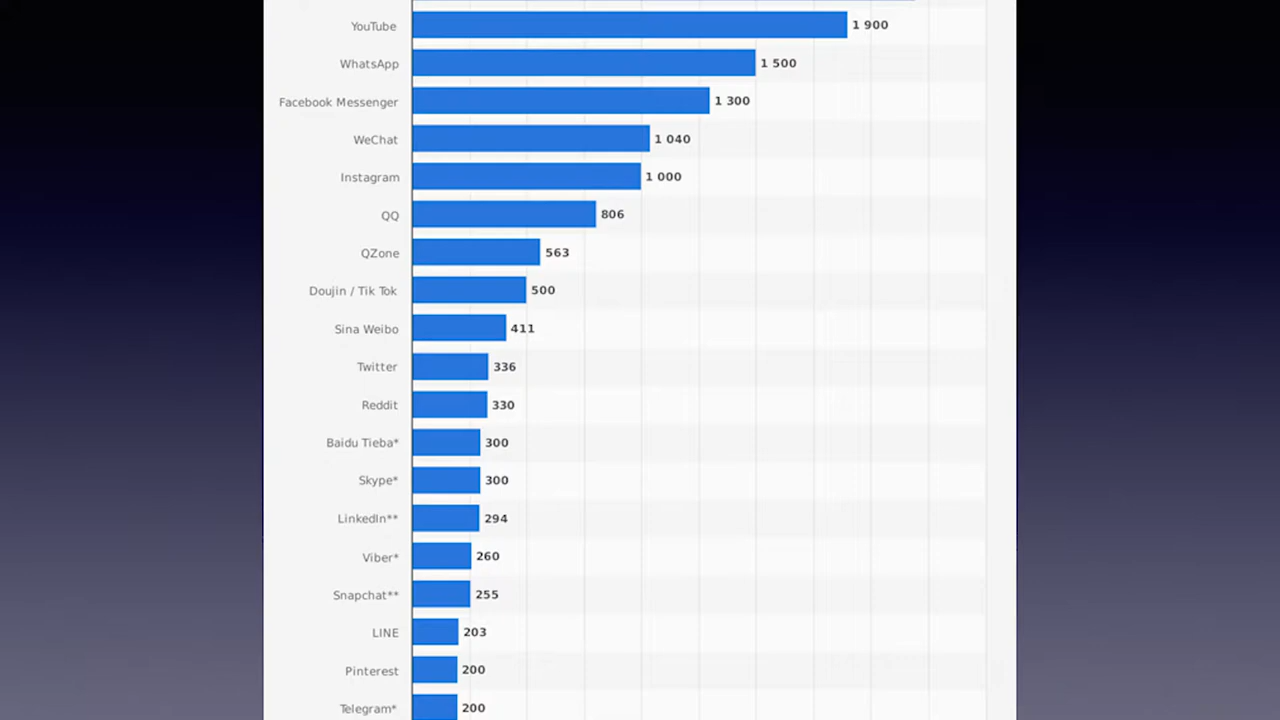 YouTube 1 900
WhatsApp 1 500
Facebook Messenger 1 300
WeChat 1 040
Instagram 1 000
QQ 806
QZone 563
Doujin / Tik Tok 500
Sina Weibo 411
Twitter 336
Reddit 330
Baidu Tieba* 300
Skype* 300
LinkedIn** 294
Viber* 260
Snapchat** 255
LINE 203
Pinterest 200
Telegram* 200